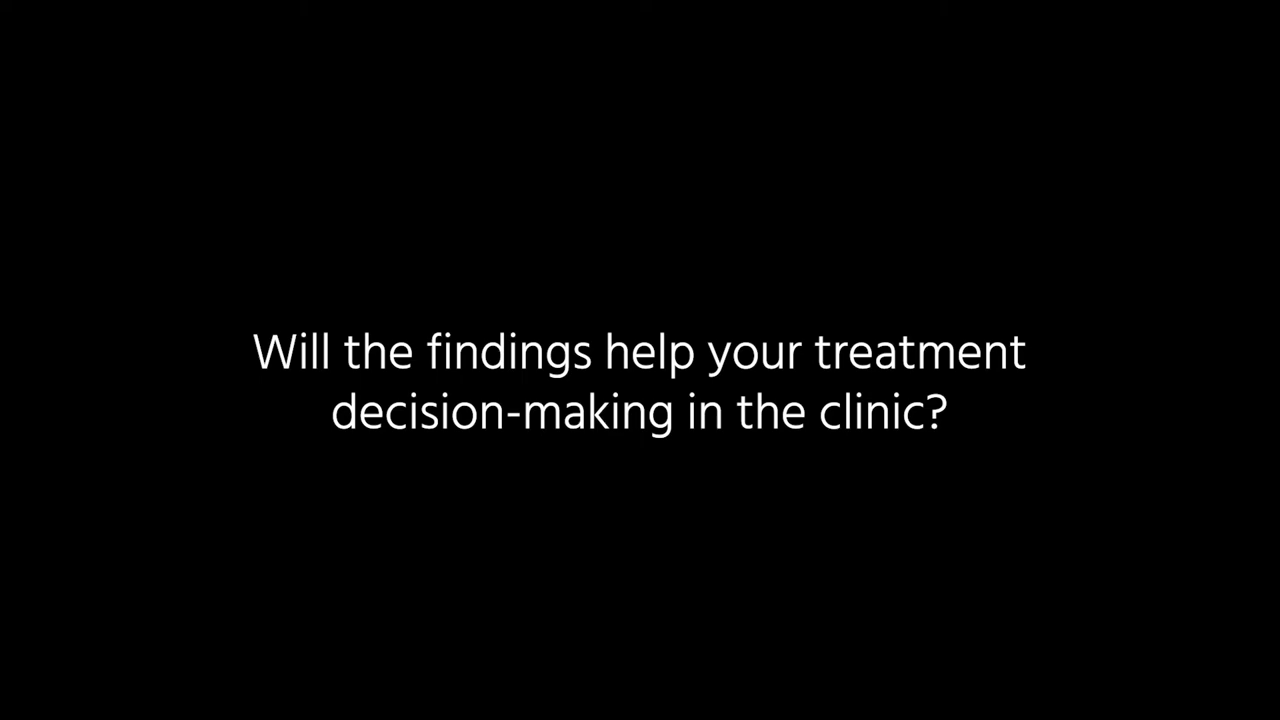 Will the findings help your treatment
decision-making in the clinic?